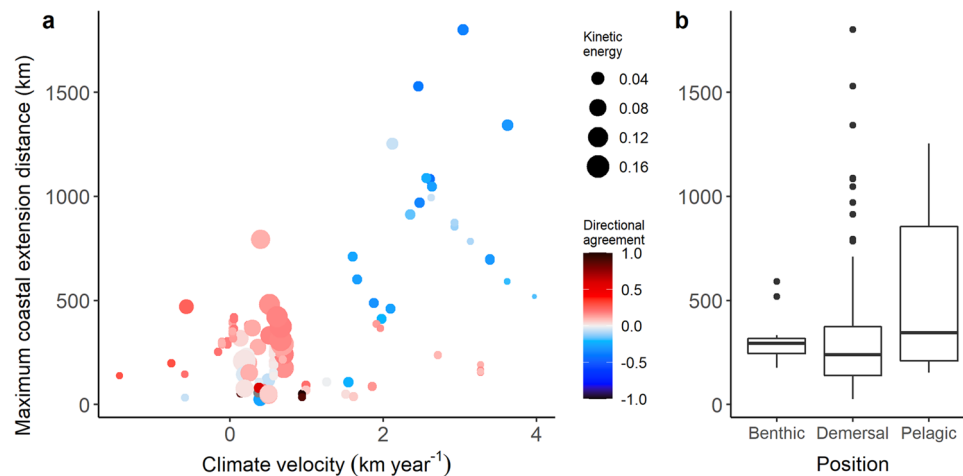 a
Maximum coastal extension distance (km)
1500
1000
500
0
0
2
4
Climate velocity (km year⁻¹)
Kinetic
energy
0.04
0.08
0.12
0.16
Directional
agreement
1.0
0.5
0.0
-0.5
-1.0
b
1500
1000
500
0
Benthic Demersal Pelagic
Position